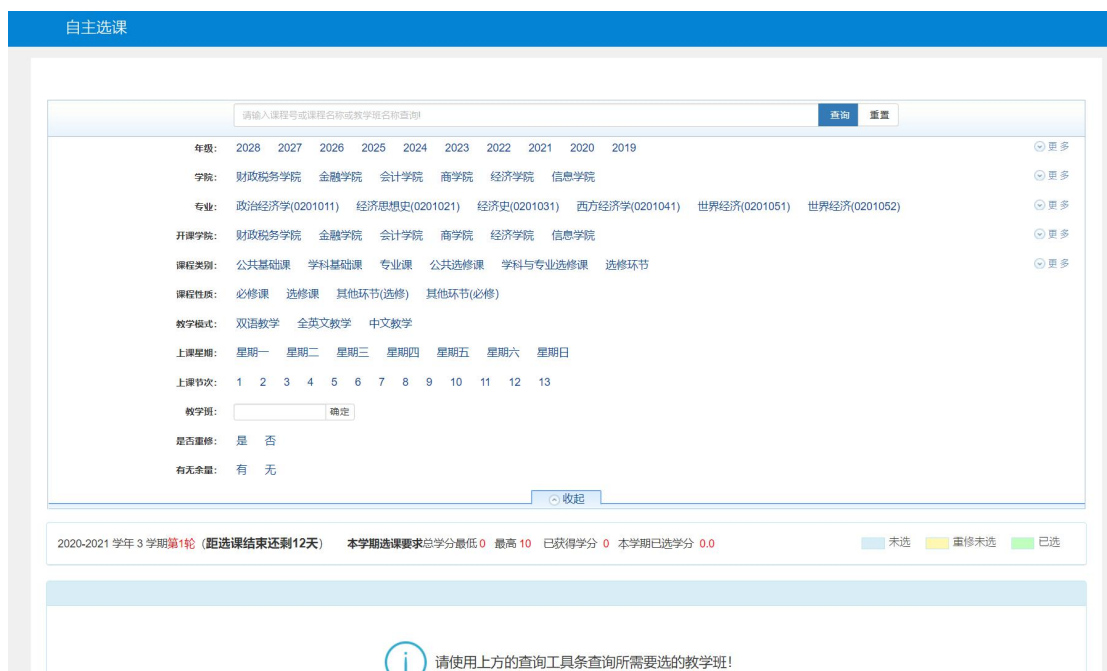 自主选课
请输入课程号或课程名称或教学班名称查询! 查询 重置
年级: 2028 2027 2026 2025 2024 2023 2022 2021 2020 2019 更多
学院: 财政税务学院 金融学院 会计学院 商学院 经济学院 信息学院 更多
专业: 政治经济学(0201011) 经济思想史(0201021) 经济史(0201031) 西方经济学(0201041) 世界经济(0201051) 世界经济(0201052) 更多
开课学院: 财政税务学院 金融学院 会计学院 商学院 经济学院 信息学院 更多
课程类别: 公共基础课 学科基础课 专业课 公共选修课 学科与专业选修课 选修环节 更多
课程性质: 必修课 选修课 其他环节(选修) 其他环节(必修)
教学模式: 双语教学 全英文教学 中文教学
上课星期: 星期一 星期二 星期三 星期四 星期五 星期六 星期日
上课节次: 1 2 3 4 5 6 7 8 9 10 11 12 13
教学班: 确定
是否重修: 是 否
有无余量: 有 无
收起
2020-2021 学年 3 学期第1轮（距选课结束还剩12天） 本学期选课要求总学分最低 0 最高 10 已获得学分 0 本学期已选学分 0.0 未选 重修未选 已选
请使用上方的查询工具条查询所需要选的教学班！